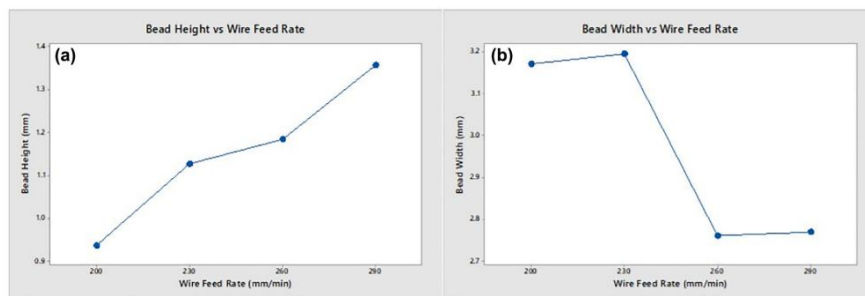 Bead Height vs Wire Feed Rate
(a)
1.4
1.3
1.2
1.1
1.0
0.9
Bead Height (mm)
200 230 260 290
Wire Feed Rate (mm/min)
Bead Width vs Wire Feed Rate
(b)
3.2
3.1
3.0
2.9
2.8
2.7
Bead Width (mm)
200 230 260 290
Wire Feed Rate (mm/min)